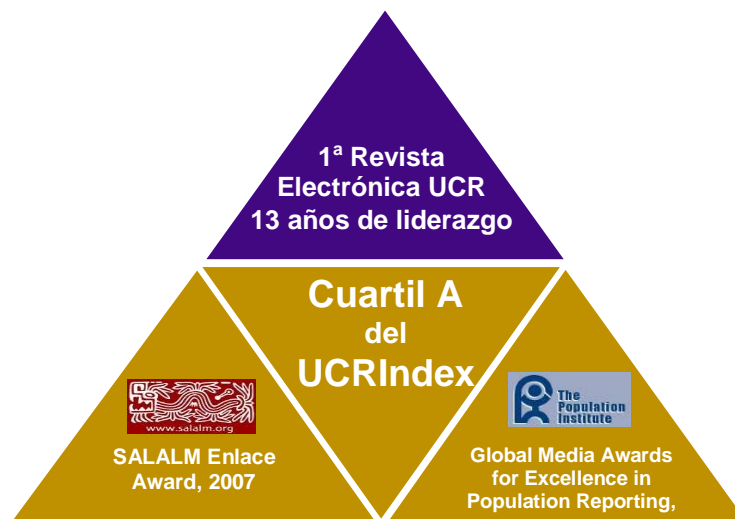 1ª Revista
Electrónica UCR
13 años de liderazgo
Cuartil A
del
UCRIndex
www.salalm.org
SALALM Enlace
Award, 2007
The
Population
Institute
Global Media Awards
for Excellence in
Population Reporting,